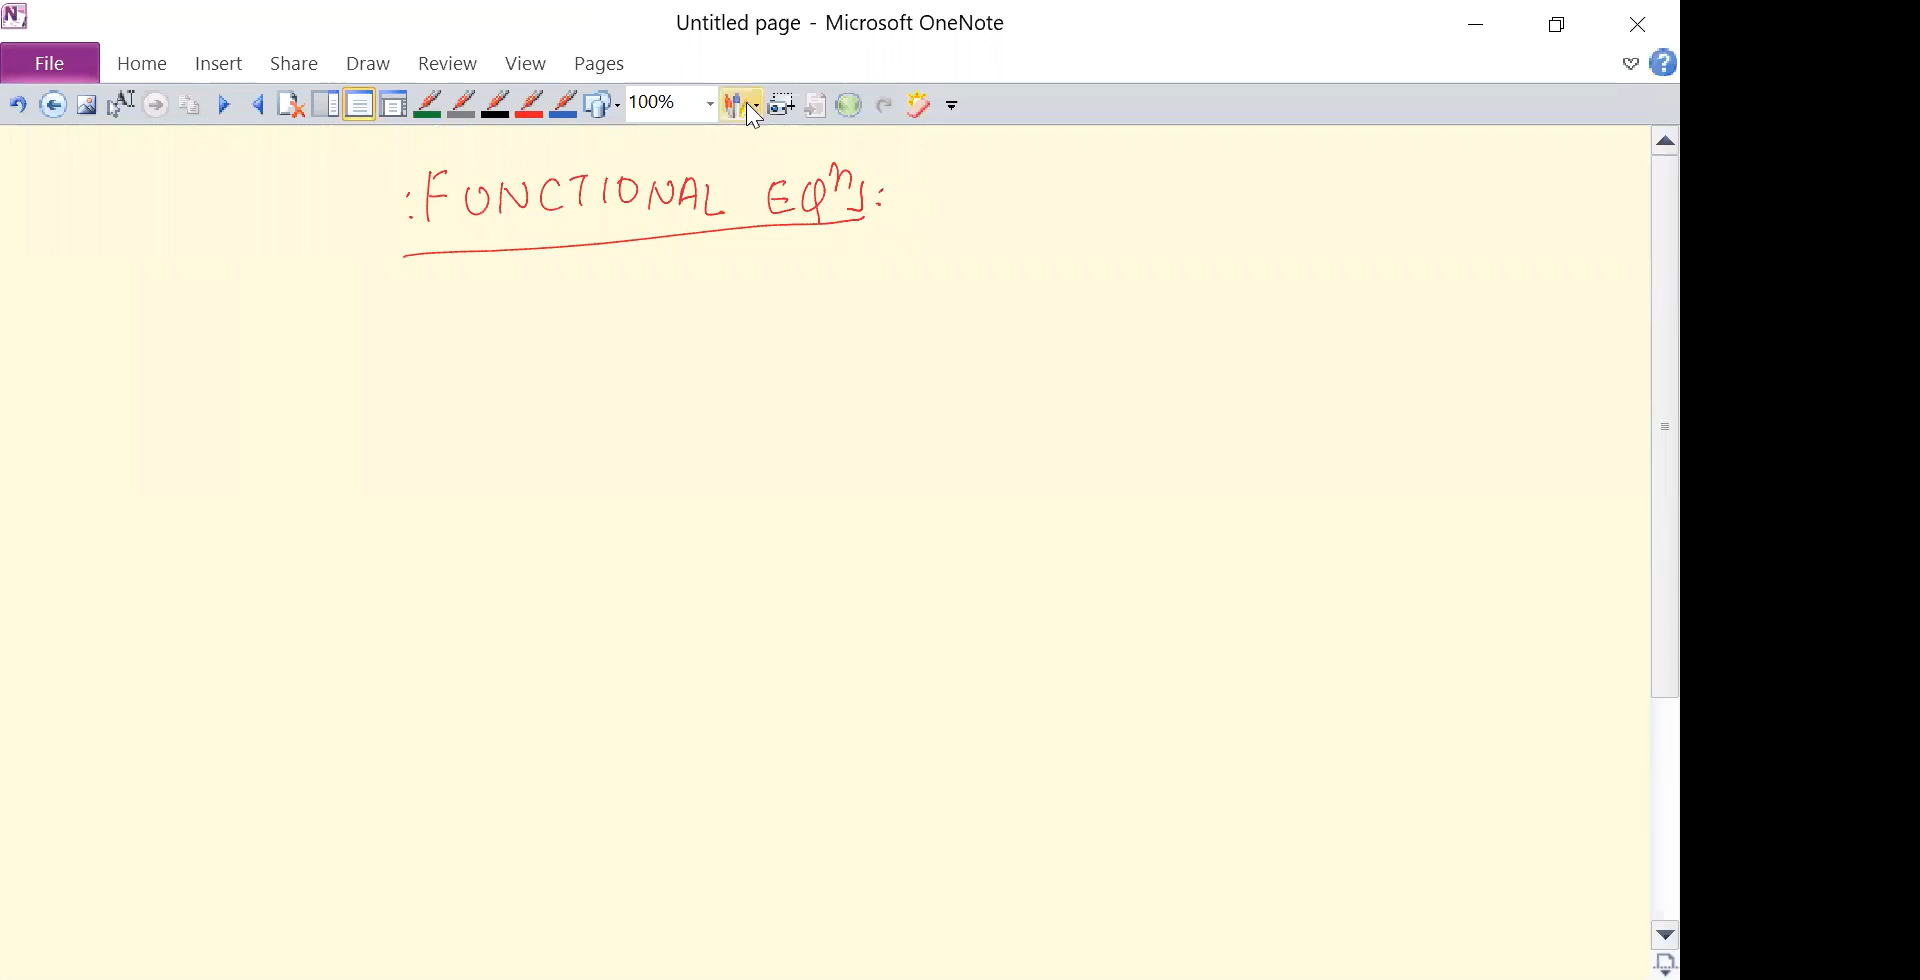 Untitled page - Microsoft OneNote
File Home Insert Share Draw Review View Pages
100%
:FUNCTIONAL EQⁿs: